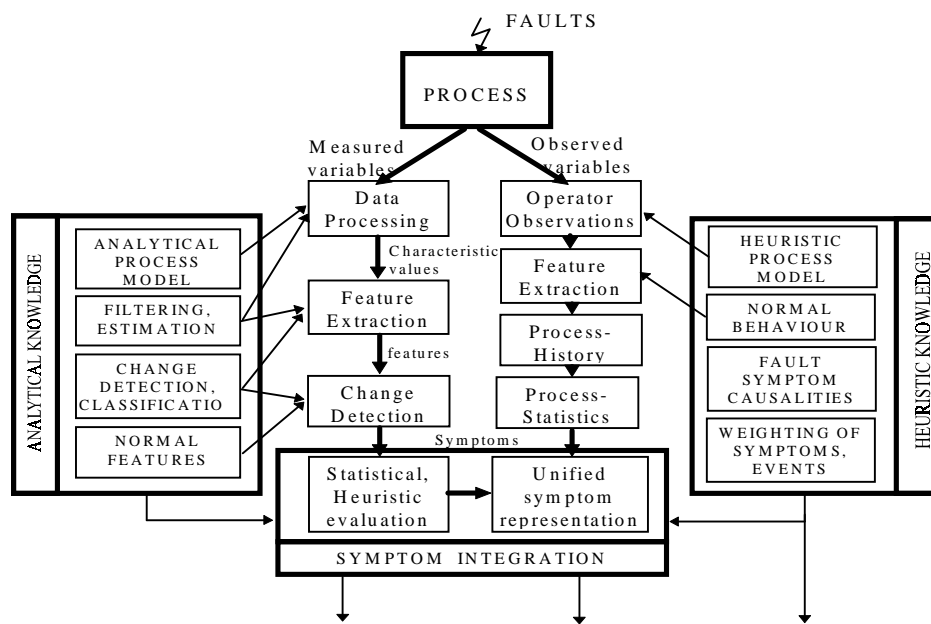 FAULTS
PROCESS
Measured
variables
Observed
variables
Data
Processing
Operator
Observations
ANALYTICAL KNOWLEDGE
ANALYTICAL
PROCESS
MODEL
FILTERING,
ESTIMATION
CHANGE
DETECTION,
CLASSIFICATIO
NORMAL
FEATURES
Characteristic
values
Feature
Extraction
features
Change
Detection
Feature
Extraction
Process-
History
Process-
Statistics
HEURISTIC
PROCESS
MODEL
NORMAL
BEHAVIOUR
FAULT
SYMPTOM
CAUSALITIES
WEIGHTING OF
SYMPTOMS,
EVENTS
HEURISTIC KNOWLEDGE
Symptoms
Statistical,
Heuristic
evaluation
Unified
symptom
representation
SYMPTOM INTEGRATION